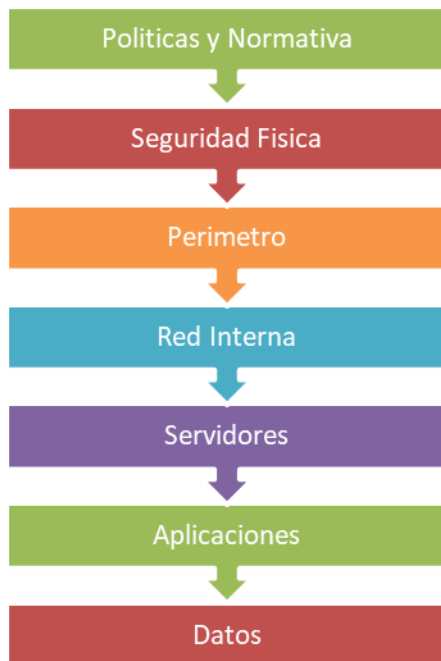 Politicas y Normativa
Seguridad Fisica
Perimetro
Red Interna
Servidores
Aplicaciones
Datos